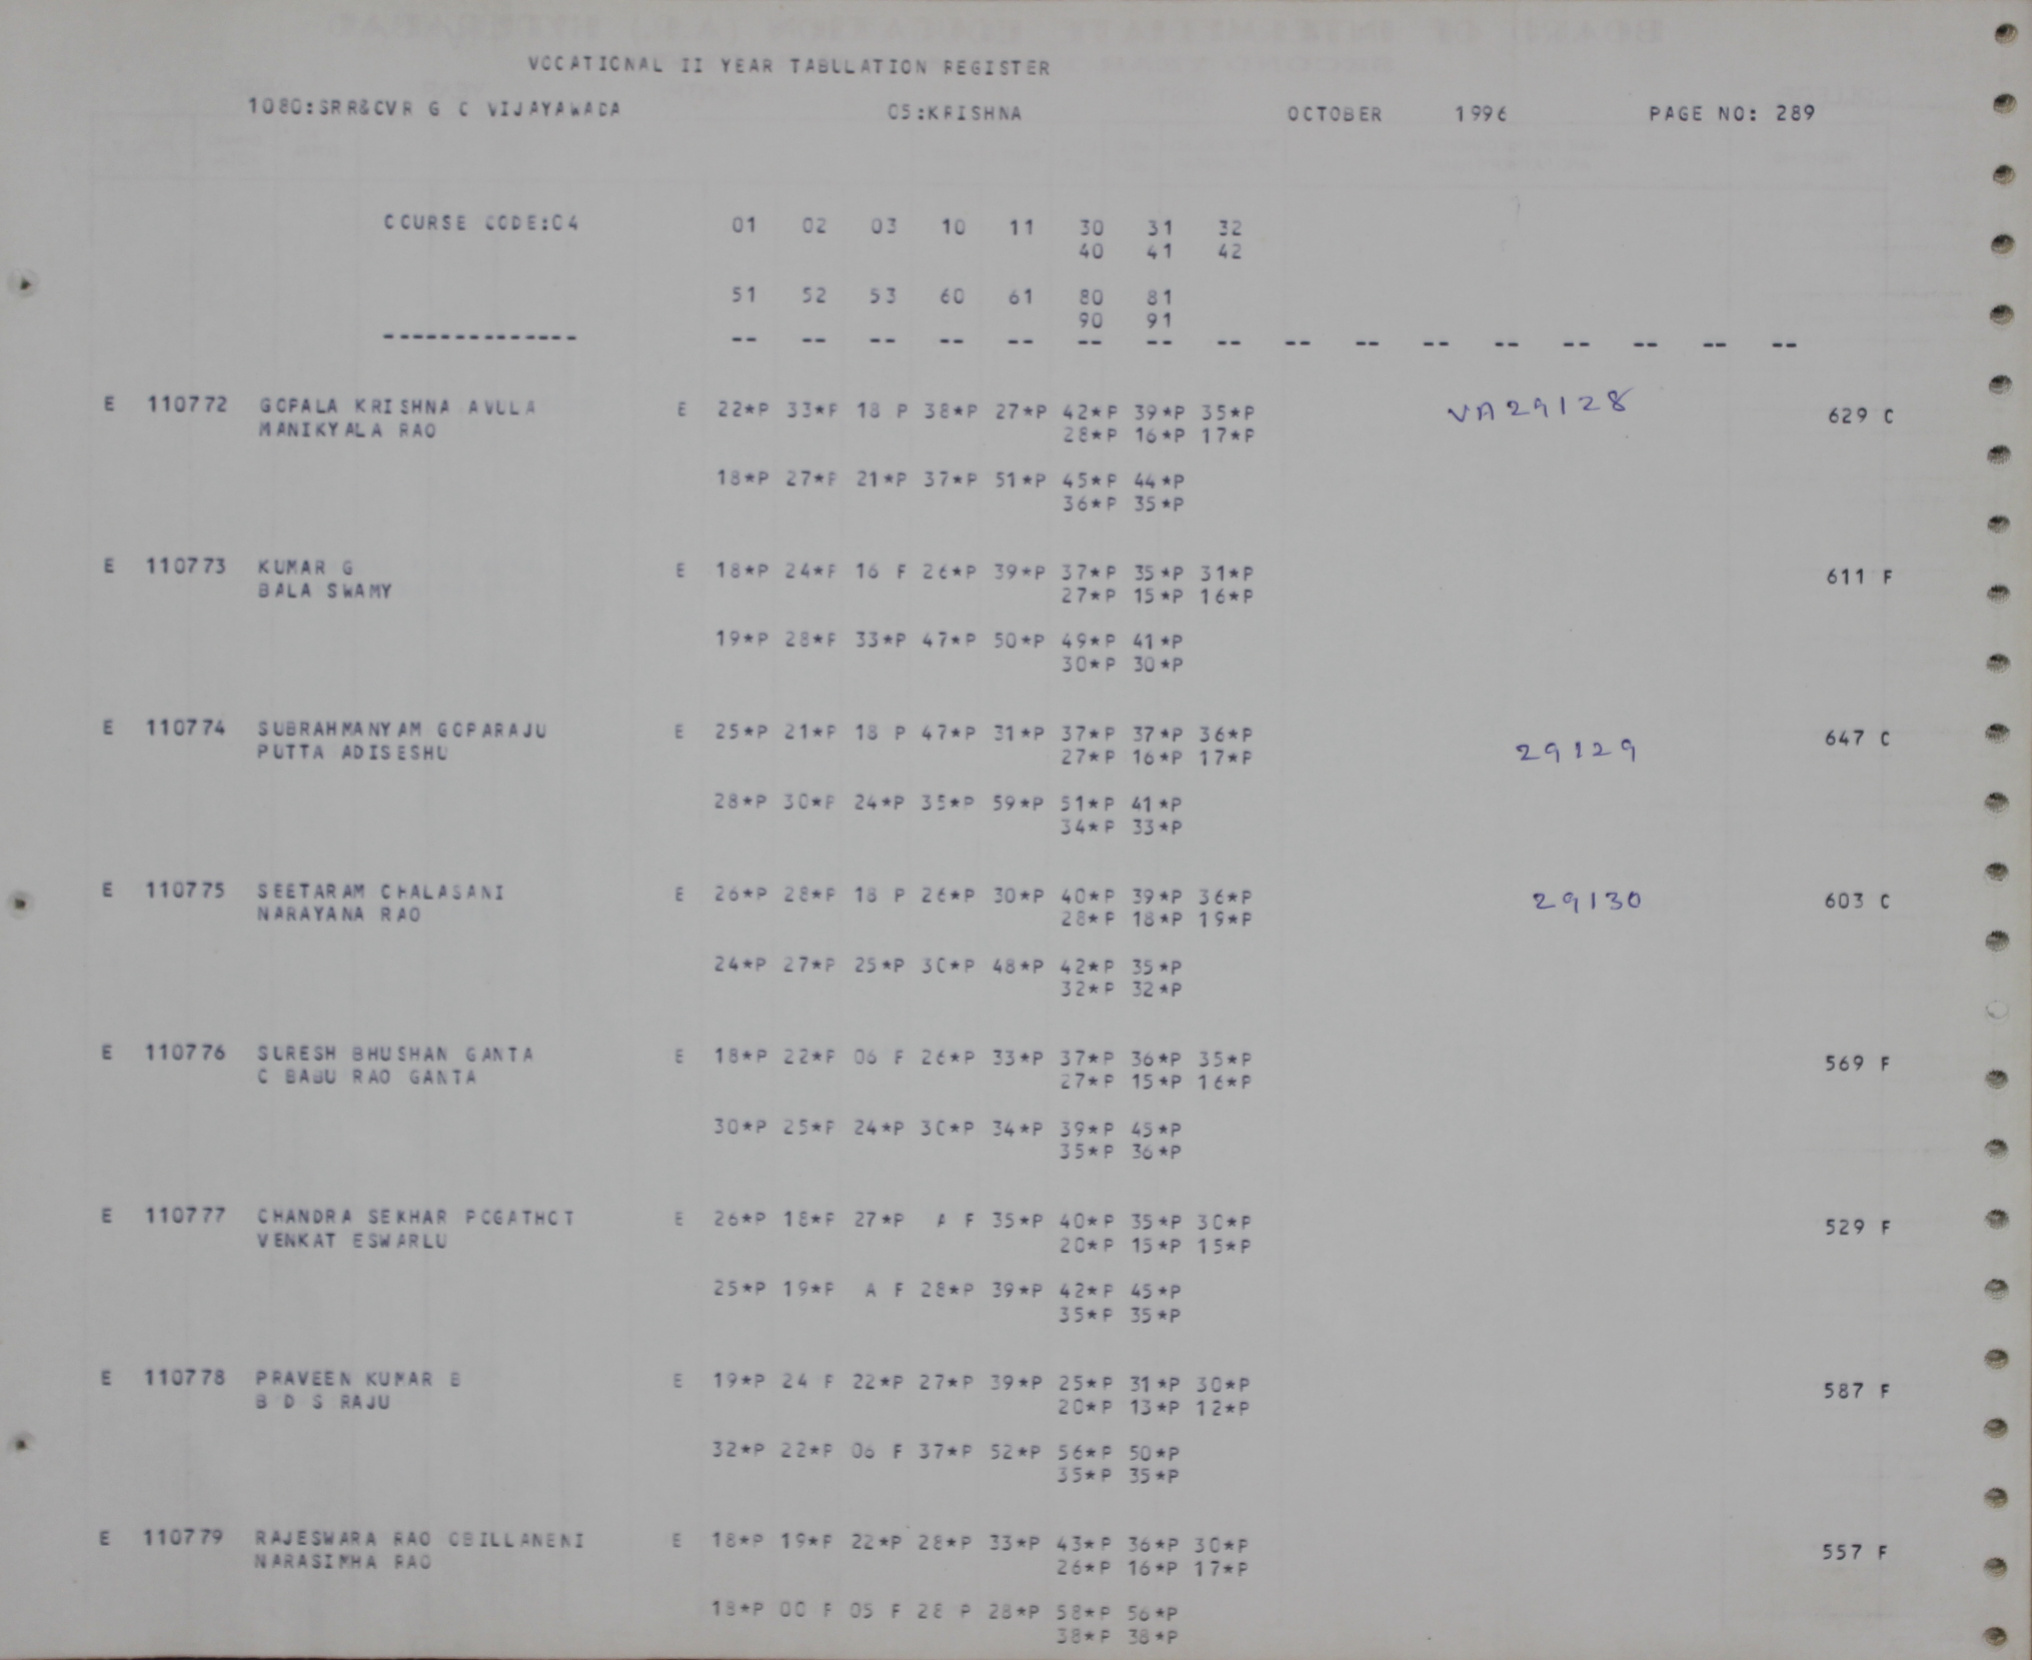 VOCATIONAL II YEAR TABULATION REGISTER
1080:SRR&CVR G C VIJAYAWADA 05:KRISHNA OCTOBER 1996 PAGE NO: 289
COURSE CODE:04 01 02 03 10 11 30 31 32
40 41 42
51 52 53 60 61 80 81
90 91
-------------- -- -- -- -- -- -- -- -- -- -- -- -- -- -- -- --
E 110772 GOPALA KRISHNA AVULA E 22*P 33*P 18 P 38*P 27*P 42*P 39*P 35*P VA29128 629 C
MANIKYALA RAO 28*P 16*P 17*P
18*P 27*P 21*P 37*P 51*P 45*P 44*P
36*P 35*P
E 110773 KUMAR G E 18*P 24*P 16 F 26*P 39*P 37*P 35*P 31*P 611 F
BALA SWAMY 27*P 15*P 16*P
19*P 28*P 33*P 47*P 50*P 49*P 41*P
30*P 30*P
E 110774 SUBRAHMANYAM GOPARAJU E 25*P 21*P 18 P 47*P 31*P 37*P 37*P 36*P 29129 647 C
PUTTA ADISESHU 27*P 16*P 17*P
28*P 30*P 24*P 35*P 59*P 51*P 41*P
34*P 33*P
E 110775 SEETARAM CHALASANI E 26*P 28*P 18 P 26*P 30*P 40*P 39*P 36*P 29130 603 C
NARAYANA RAO 28*P 18*P 19*P
24*P 27*P 25*P 30*P 48*P 42*P 35*P
32*P 32*P
E 110776 SURESH BHUSHAN GANTA E 18*P 22*P 06 F 26*P 33*P 37*P 36*P 35*P 569 F
C BABU RAO GANTA 27*P 15*P 16*P
30*P 25*P 24*P 30*P 34*P 39*P 45*P
35*P 36*P
E 110777 CHANDRA SEKHAR POGATHOT E 26*P 18*P 27*P A F 35*P 40*P 35*P 30*P 529 F
VENKAT ESWARLU 20*P 15*P 15*P
25*P 19*P A F 28*P 39*P 42*P 45*P
35*P 35*P
E 110778 PRAVEEN KUMAR B E 19*P 24 F 22*P 27*P 39*P 25*P 31*P 30*P 587 F
B D S RAJU 20*P 13*P 12*P
32*P 22*P 06 F 37*P 52*P 56*P 50*P
35*P 35*P
E 110779 RAJESWARA RAO OBILLANENI E 18*P 19*P 22*P 28*P 33*P 43*P 36*P 30*P 557 F
NARASIMHA RAO 26*P 16*P 17*P
18*P 00 F 05 F 28 P 28*P 58*P 56*P
38*P 38*P